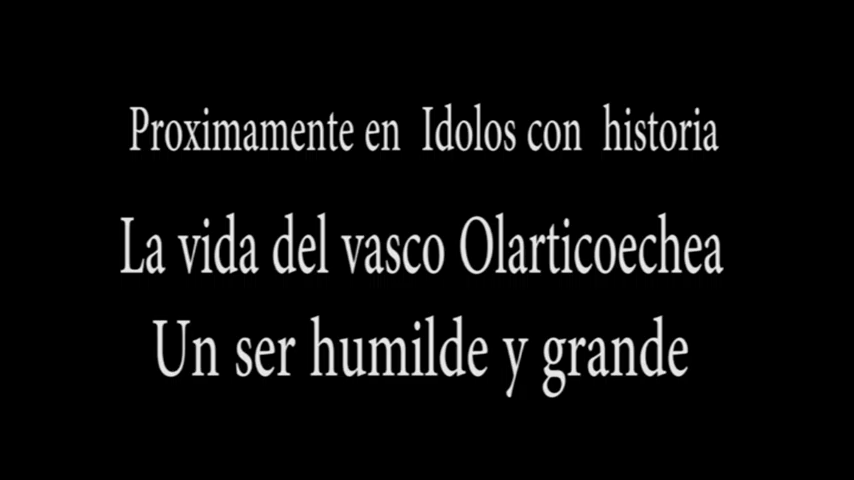 Proximamente en Idolos con historia
La vida del vasco Olarticoechea
Un ser humilde y grande